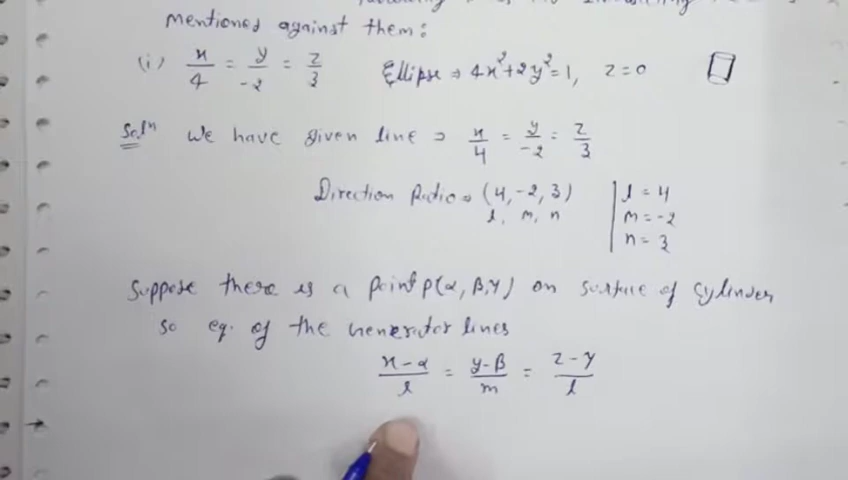 mentioned against them:
(i) x/4 = y/-2 = z/3 Ellipse ⇒ 4x²+2y²=1, z=0
Solⁿ We have given line ⇒ x/4 = y/-2 = z/3
Direction Ratio ⇒ (4,-2,3) l = 4
l, m, n m = -2
n = 3
Suppose there is a point p(α, β, γ) on surface of cylinder
so eq. of the generator lines
x-α/l = y-β/m = z-γ/l